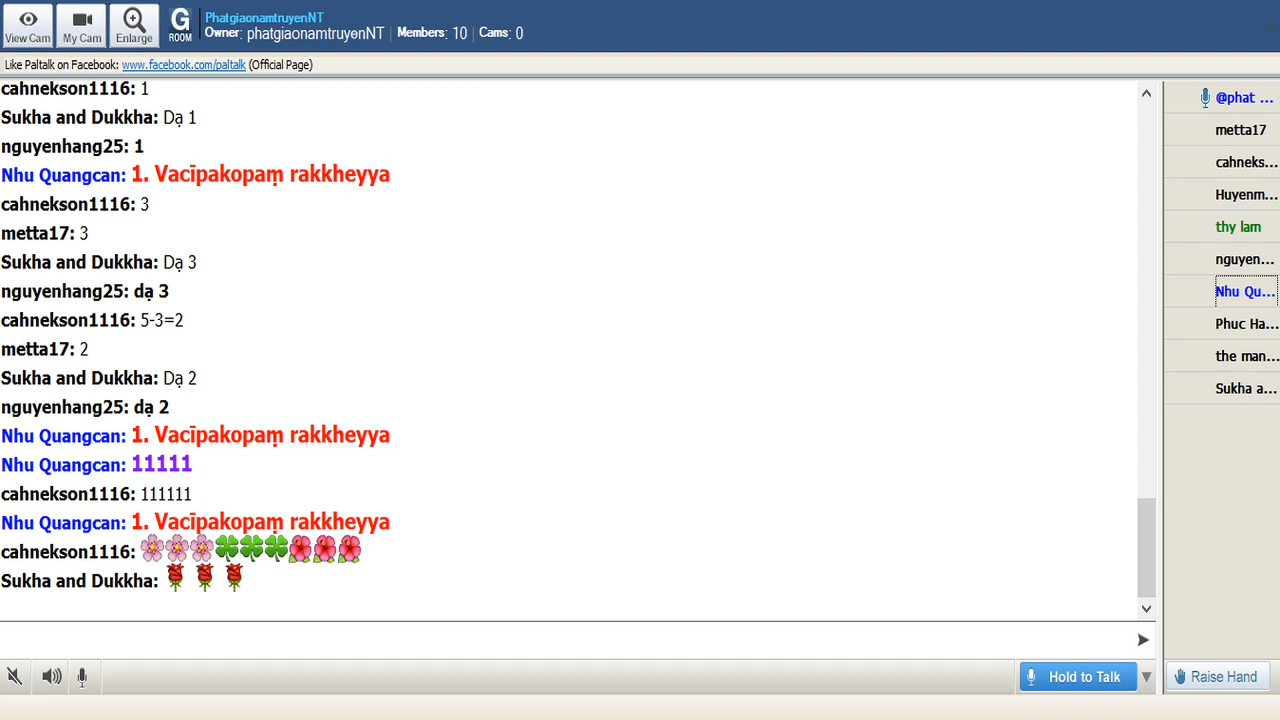 View Cam
My Cam
Enlarge
G
ROOM
PhatgiaonamtruyenNT
Owner: phatgiaonamtruyenNT | Members: 10 | Cams: 0
Like Paltalk on Facebook: www.facebook.com/paltalk (Official Page)
cahnekson1116: 1
Sukha and Dukkha: Dạ 1
nguyenhang25: 1
Nhu Quangcan: 1. Vacīpakopaṃ rakkheyya
cahnekson1116: 3
metta17: 3
Sukha and Dukkha: Dạ 3
nguyenhang25: dạ 3
cahnekson1116: 5-3=2
metta17: 2
Sukha and Dukkha: Dạ 2
nguyenhang25: dạ 2
Nhu Quangcan: 1. Vacīpakopaṃ rakkheyya
Nhu Quangcan: 11111
cahnekson1116: 111111
Nhu Quangcan: 1. Vacīpakopaṃ rakkheyya
cahnekson1116: 🌸🌸🌸🍀🍀🍀🌺🌺🌺
Sukha and Dukkha: 🌹🌹🌹
@phat ...
metta17
cahneks...
Huyenm...
thy lam
nguyen...
Nhu Qu...
Phuc Ha...
the man...
Sukha a...
Hold to Talk
Raise Hand